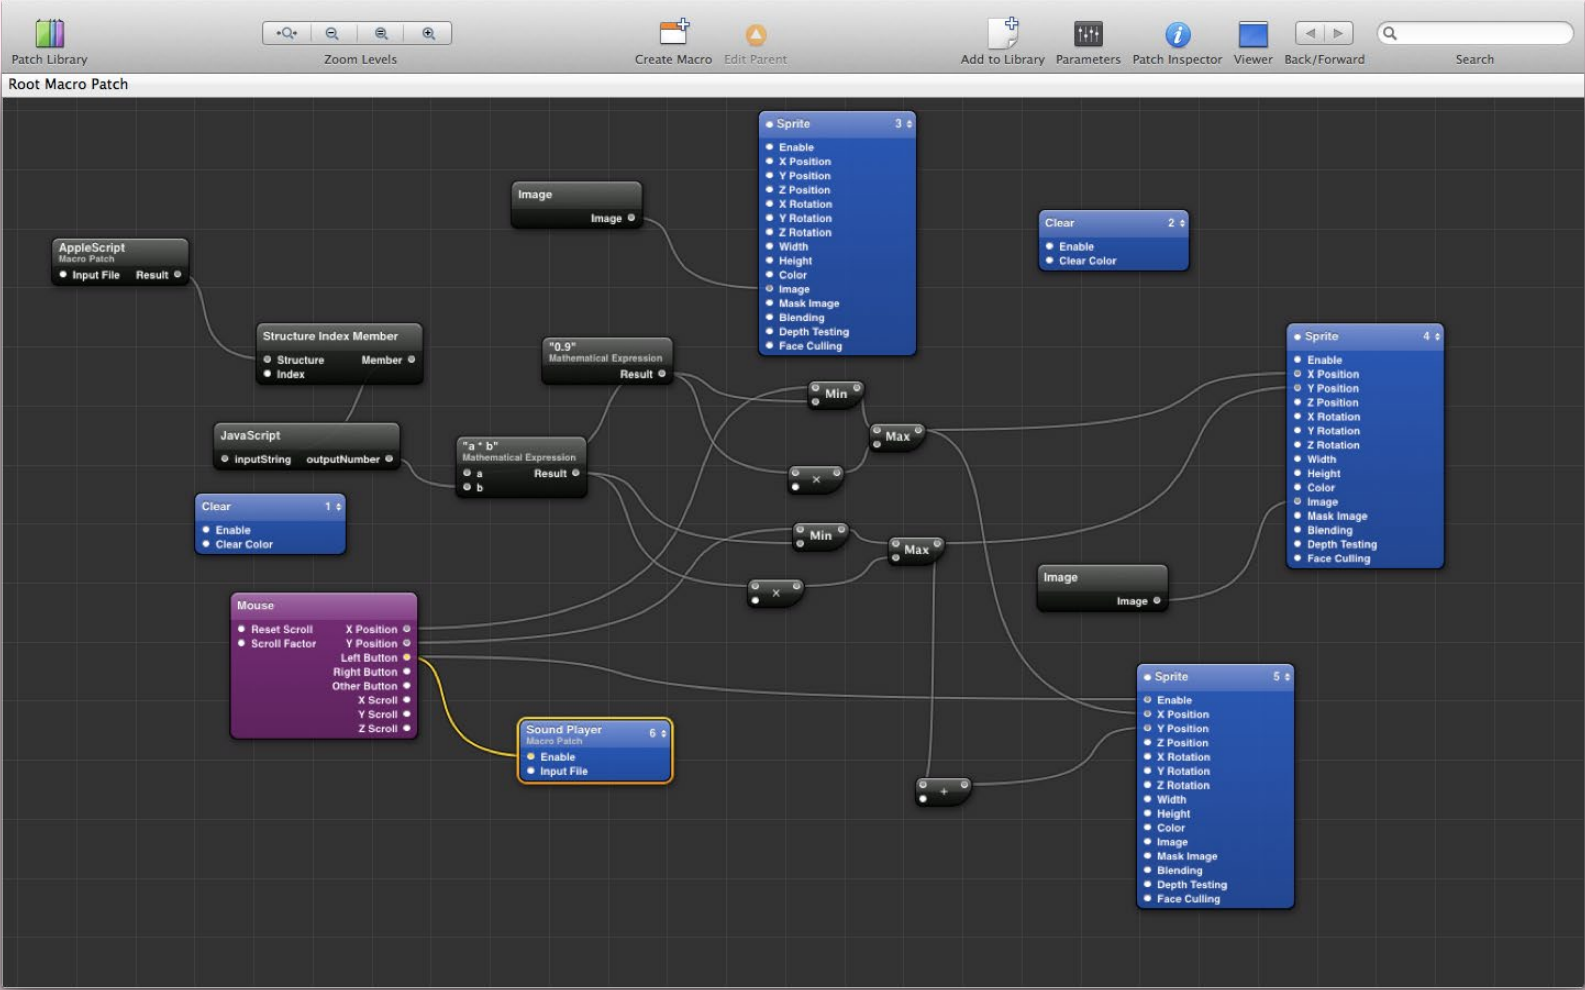 Patch Library
Zoom Levels
Create Macro
Edit Parent
Add to Library
Parameters
Patch Inspector
Viewer
Back/Forward
Search
Root Macro Patch
Sprite 3
Enable
X Position
Y Position
Z Position
X Rotation
Y Rotation
Z Rotation
Width
Height
Color
Image
Mask Image
Blending
Depth Testing
Face Culling
Image
Image
Clear 2
Enable
Clear Color
AppleScript
Macro Patch
Input File Result
Structure Index Member
Structure Member
Index
"0.9"
Mathematical Expression
Result
Min
Max
×
Sprite 4
Enable
X Position
Y Position
Z Position
X Rotation
Y Rotation
Z Rotation
Width
Height
Color
Image
Mask Image
Blending
Depth Testing
Face Culling
JavaScript
inputString outputNumber
"a * b"
Mathematical Expression
a Result
b
Clear 1
Enable
Clear Color
Min
Max
×
Image
Image
Mouse
Reset Scroll X Position
Scroll Factor Y Position
Left Button
Right Button
Other Button
X Scroll
Y Scroll
Z Scroll
Sound Player 6
Macro Patch
Enable
Input File
+
Sprite 5
Enable
X Position
Y Position
Z Position
X Rotation
Y Rotation
Z Rotation
Width
Height
Color
Image
Mask Image
Blending
Depth Testing
Face Culling